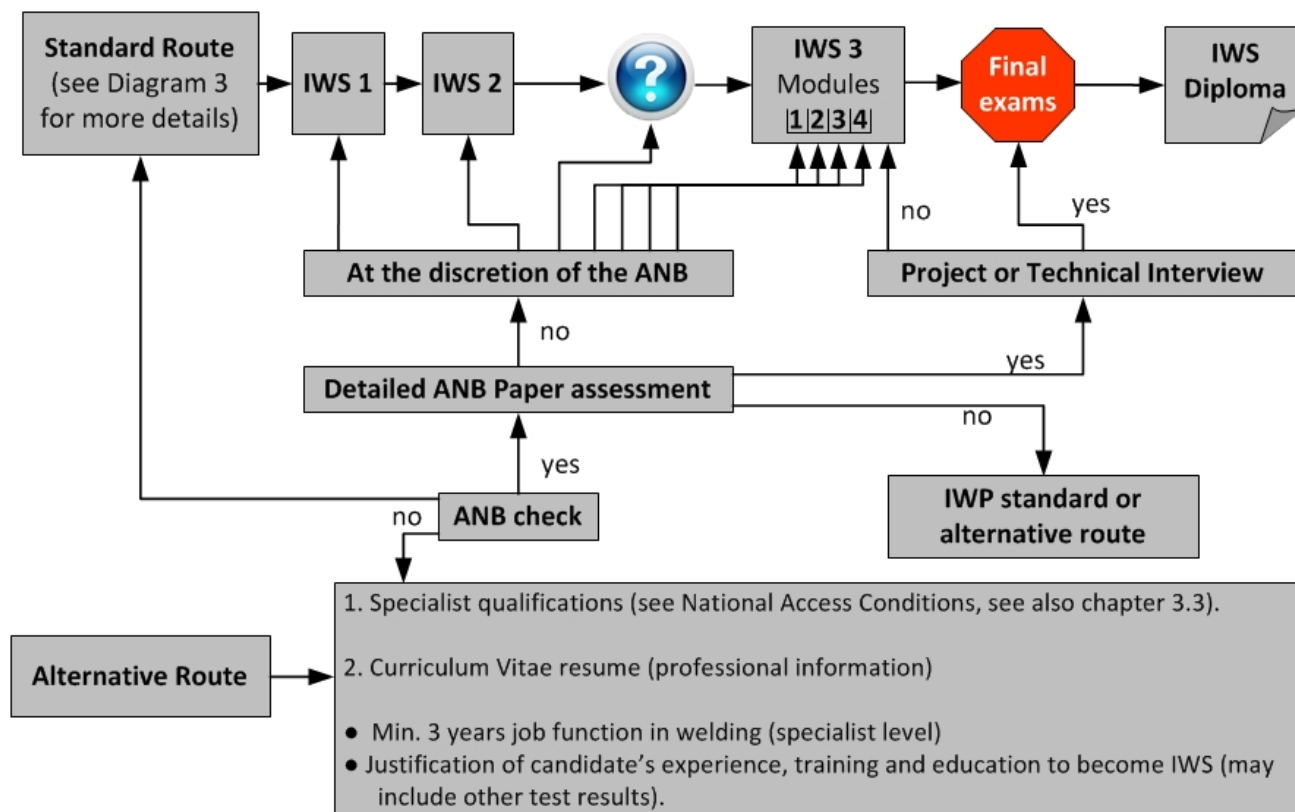 Standard Route
(see Diagram 3
for more details)
IWS 1
IWS 2
?
IWS 3
Modules
1 2 3 4
Final
exams
IWS
Diploma
no
yes
At the discretion of the ANB
Project or Technical Interview
no
yes
Detailed ANB Paper assessment
no
yes
IWP standard or
alternative route
no
ANB check
1. Specialist qualifications (see National Access Conditions, see also chapter 3.3).
Alternative Route
2. Curriculum Vitae resume (professional information)
● Min. 3 years job function in welding (specialist level)
● Justification of candidate’s experience, training and education to become IWS (may
include other test results).